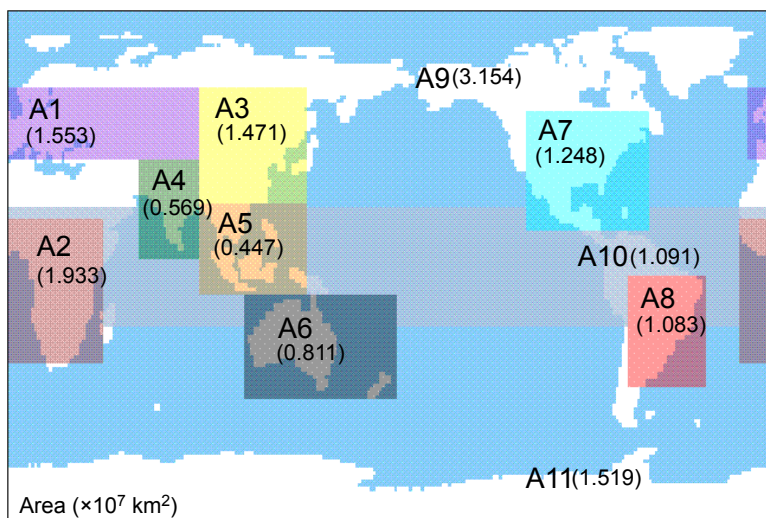 A9(3.154)
A1
(1.553)
A3
(1.471)
A7
(1.248)
A4
(0.569)
A5
(0.447)
A2
(1.933)
A10(1.091)
A8
(1.083)
A6
(0.811)
A11(1.519)
Area (×10⁷ km²)